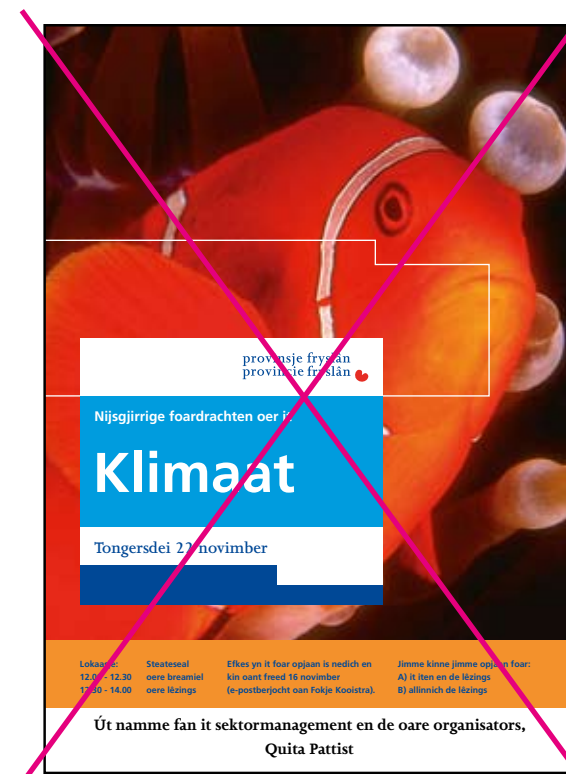 provinsje fryslân
provincie fryslân
Nijsgjirrige foardrachten oer it
Klimaat
Tongersdei 22 novimber
Lokaasje: Steateseal
12.00 - 12.30 oere breamiel
12.30 - 14.00 oere lêzings
Efkes yn it foar opjaan is nedich en
kin oant freed 16 novimber
(e-postberjocht oan Fokje Kooistra).
Jimme kinne jimme opjaan foar:
A) it iten en de lêzings
B) allinnich de lêzings
Út namme fan it sektormanagement en de oare organisators,
Quita Pattist